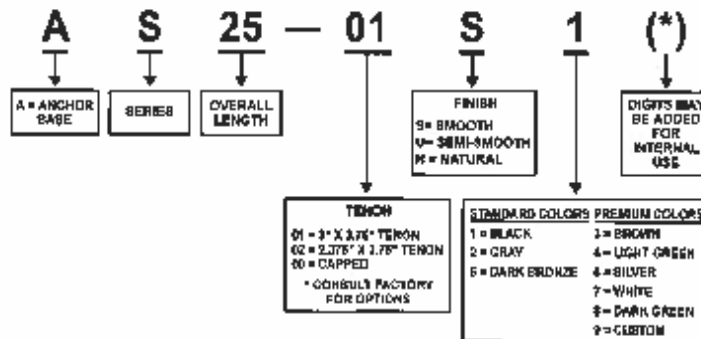 A S 25 — 01 S 1 (*)
A = ANCHOR BASE
SERIES
OVERALL LENGTH
FINISH
S= SMOOTH
= SEMI-SMOOTH
= NATURAL
DIGITS MAY BE ADDED FOR INTERNAL USE
TENON
01 = 3" X 3.75" TENON
02 = 2.375" X 3.75" TENON
00 = CAPPED
* CONSULT FACTORY
FOR OPTIONS
STANDARD COLORS
1 = BLACK
2 = GRAY
= DARK BRONZE
PREMIUM COLORS
3 = BROWN
4 = LIGHT GREEN
= SILVER
7 = WHITE
8 = DARK GREEN
9 = CUSTOM